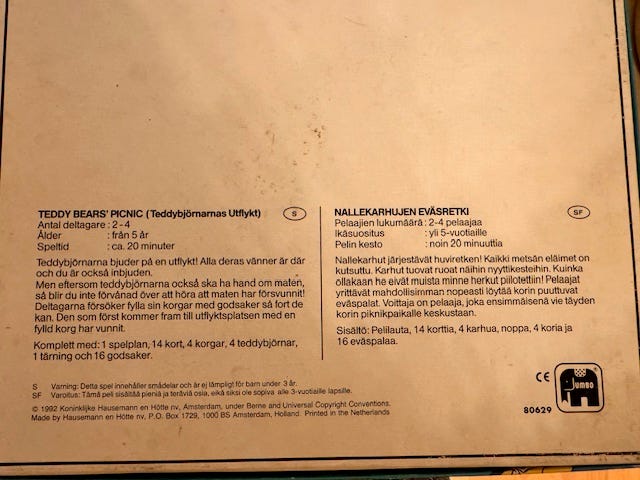 TEDDY BEARS' PICNIC (Teddybjörnarnas Utflykt) S
Antal deltagare : 2 - 4
Ålder : från 5 år
Speltid : ca. 20 minuter
Teddybjörnarna bjuder på en utflykt! Alla deras vänner är där
och du är också inbjuden.
Men eftersom teddybjörnarna också ska ha hand om maten,
så blir du inte förvånad över att höra att maten har försvunnit!
Deltagarna försöker fylla sin korgar med godsaker så fort de
kan. Den som först kommer fram till utflyktsplatsen med en
fylld korg har vunnit.
Komplett med: 1 spelplan, 14 kort, 4 korgar, 4 teddybjörnar,
1 tärning och 16 godsaker.
NALLEKARHUJEN EVÄSRETKI SF
Pelaajien lukumäärä : 2-4 pelaajaa
Ikäsuositus : yli 5-vuotiaille
Pelin kesto : noin 20 minuuttia
Nallekarhut järjestävät huviretken! Kaikki metsän eläimet on
kutsuttu. Karhut tuovat ruoat näihin nyyttikesteihin. Kuinka
ollakaan he eivät muista minne herkut piilotettiin! Pelaajat
yrittävät mahdollisimman nopeasti löytää korin puuttuvat
eväspalat. Voittaja on pelaaja, joka ensimmäisenä vie täyden
korin piknikpaikalle keskustaan.
Sisältö: Pelilauta, 14 korttia, 4 karhua, noppa, 4 koria ja
16 eväspalaa.
S Varning: Detta spel innehåller smådelar och är ej lämpligt för barn under 3 år.
SF Varoitus: Tämä peli sisältää pieniä ja teräviä osia, eikä siksi ole sopiva alle 3-vuotiaille lapsille.
© 1992 Koninklijke Hausemann en Hötte nv, Amsterdam, under Berne and Universal Copyright Conventions.
Made by Hausemann en Hötte nv, P.O. Box 1729, 1000 BS Amsterdam, Holland. Printed in the Netherlands
CE
80629
JUMBO